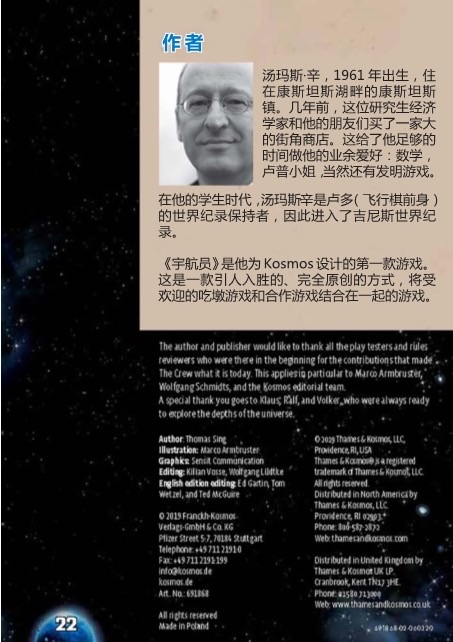 作者
汤玛斯·辛，1961 年出生，住
在康斯坦斯湖畔的康斯坦斯
镇。几年前，这位研究生经济
学家和他的朋友们买了一家大
的街角商店。这给了他足够的
时间做他的业余爱好：数学，
卢普小姐，当然还有发明游戏。
在他的学生时代，汤玛斯辛是卢多（飞行棋前身）
的世界纪录保持者，因此进入了吉尼斯世界纪
录。
《宇航员》是他为 Kosmos 设计的第一款游戏。
这是一款引人入胜的、完全原创的方式，将受
欢迎的吃墩游戏和合作游戏结合在一起的游戏。
The author and publisher would like to thank all the play testers and rules
reviewers who were there in the beginning for the contributions that made
The Crew what it is today. This applies in particular to Marco Armbruster,
Wolfgang Schmidts, and the Kosmos editorial team.
A special thank you goes to Klaus, Ralf, and Volker, who were always ready
to explore the depths of the universe.
Author: Thomas Sing
Illustration: Marco Armbruster
Graphics: Sensit Communication
Editing: Kilian Vosse, Wolfgang Lüdtke
English edition editing: Ed Gartin, Tom
Wetzel, and Ted McGuire
© 2019 Franckh-Kosmos
Verlags-GmbH & Co. KG
Pfizer Street 5-7, 70184 Stuttgart
Telephone: +49 711 2191 0
Fax: +49 711 2191 199
info@kosmos.de
kosmos.de
Art. No.: 691868
All rights reserved
Made in Poland
© 2019 Thames & Kosmos, LLC,
Providence, RI, USA
Thames & Kosmos® is a registered
trademark of Thames & Kosmos, LLC.
All rights reserved.
Distributed in North America by
Thames & Kosmos, LLC.
Providence, RI 02903.
Phone: 800-587-2872
Web: thamesandkosmos.com
Distributed in United Kingdom by
Thames & Kosmos UK LP.
Cranbrook, Kent TN17 3HE.
Phone: 01580 713000
Web: www.thamesandkosmos.co.uk
22